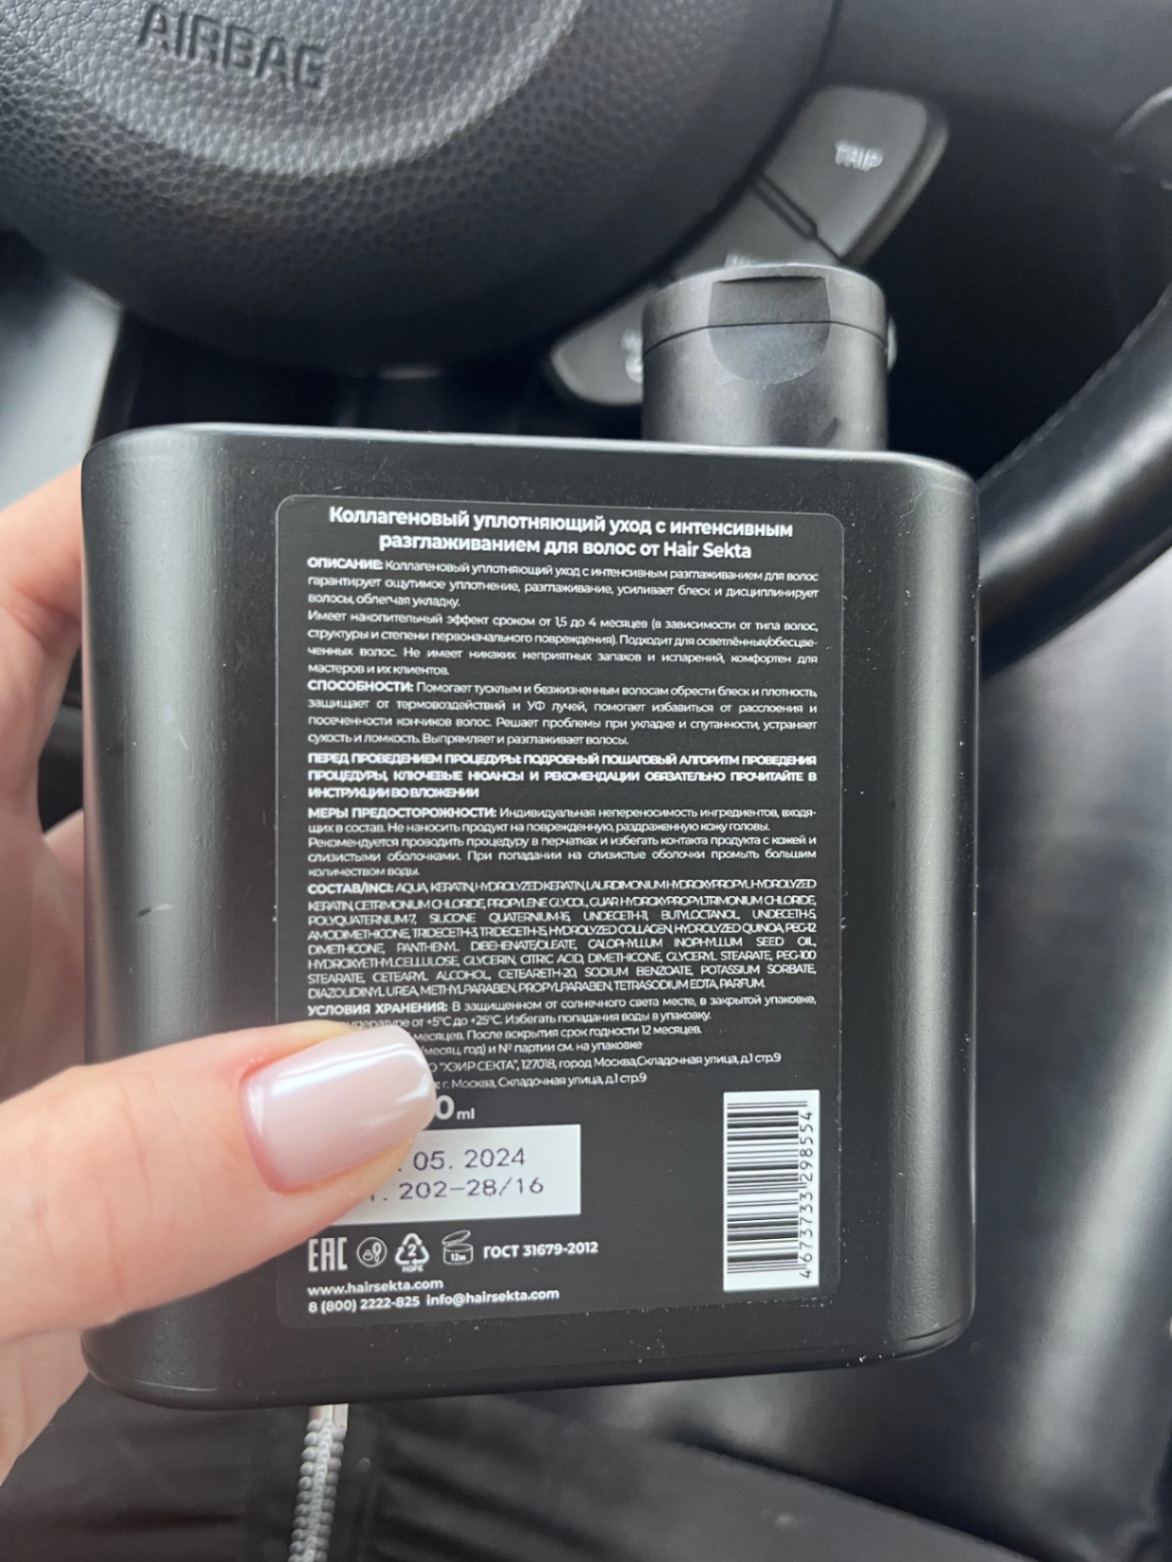 AIRBAG
TRIP
Коллагеновый уплотняющий уход с интенсивным
разглаживанием для волос от Hair Sekta
ОПИСАНИЕ: Коллагеновый уплотняющий уход с интенсивным разглаживанием для волос
гарантирует ощутимое уплотнение, разглаживание, усиливает блеск и дисциплинирует
волосы, облегчая укладку.
Имеет накопительный эффект сроком от 1,5 до 4 месяцев (в зависимости от типа волос,
структуры и степени первоначального повреждения). Подходит для осветлённых/обесцве-
ченных волос. Не имеет никаких неприятных запахов и испарений, комфортен для
мастеров и их клиентов.
СПОСОБНОСТИ: Помогает тусклым и безжизненным волосам обрести блеск и плотность,
защищает от термовоздействий и УФ лучей, помогает избавиться от расслоения и
посеченности кончиков волос. Решает проблемы при укладке и спутанности, устраняет
сухость и ломкость. Выпрямляет и разглаживает волосы.
ПЕРЕД ПРОВЕДЕНИЕМ ПРОЦЕДУРЫ: ПОДРОБНЫЙ ПОШАГОВЫЙ АЛГОРИТМ ПРОВЕДЕНИЯ
ПРОЦЕДУРЫ, КЛЮЧЕВЫЕ НЮАНСЫ И РЕКОМЕНДАЦИИ ОБЯЗАТЕЛЬНО ПРОЧИТАЙТЕ В
ИНСТРУКЦИИ ВО ВЛОЖЕНИИ
МЕРЫ ПРЕДОСТОРОЖНОСТИ: Индивидуальная непереносимость ингредиентов, входя-
щих в состав. Не наносить продукт на поврежденную, раздраженную кожу головы.
Рекомендуется проводить процедуру в перчатках и избегать контакта продукта с кожей и
слизистыми оболочками. При попадании на слизистые оболочки промыть большим
количеством воды.
СОСТАВ/INCI: AQUA, KERATIN, HYDROLYZED KERATIN, LAURDIMONIUM HYDROXYPROPYL HYDROLYZED
KERATIN, CETRIMONIUM CHLORIDE, PROPYLENE GLYCOL, GUAR HYDROXYPROPYLTRIMONIUM CHLORIDE,
POLYQUATERNIUM-7, SILICONE QUATERNIUM-16, UNDECETH-11, BUTYLOCTANOL, UNDECETH-5,
AMODIMETHICONE, TRIDECETH-3, TRIDECETH-15, HYDROLYZED COLLAGEN, HYDROLYZED QUINOA, PEG-12
DIMETHICONE, PANTHENYL DIBEHENATE/OLEATE, CALOPHYLLUM INOPHYLLUM SEED OIL,
HYDROXYETHYLCELLULOSE, GLYCERIN, CITRIC ACID, DIMETHICONE, GLYCERYL STEARATE, PEG-100
STEARATE, CETEARYL ALCOHOL, CETEARETH-20, SODIUM BENZOATE, POTASSIUM SORBATE,
DIAZOLIDINYL UREA, METHYLPARABEN, PROPYLPARABEN, TETRASODIUM EDTA, PARFUM.
УСЛОВИЯ ХРАНЕНИЯ: В защищенном от солнечного света месте, в закрытой упаковке,
от +5°С до +25°С. Избегать попадания воды в упаковку.
месяцев. После вскрытия срок годности 12 месяцев.
(месяц, год) и № партии см. на упаковке
"ХЭИР СЕКТА", 127018, город Москва, Складочная улица, д.1 стр.9
г. Москва, Складочная улица, д.1 стр.9
0 ml
. 05. 2024
. 202-28/16
EAC
2
HDPE
12м
ГОСТ 31679-2012
www.hairsekta.com
8 (800) 2222-825 info@hairsekta.com
4 673733 298554